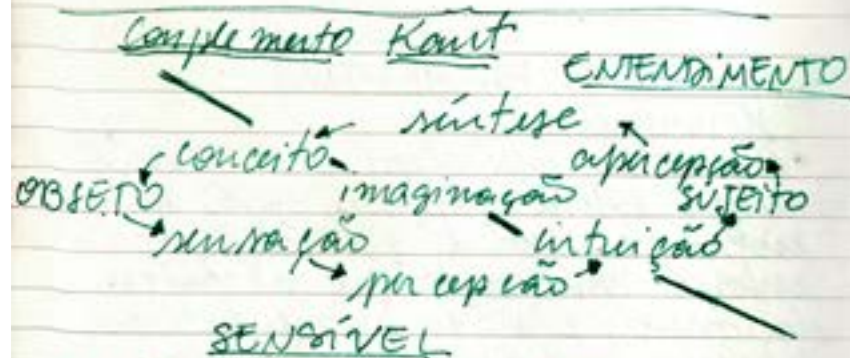 Complemento Kant
ENTENDIMENTO
síntese
conceito apercepção
OBJETO imaginação SUJEITO
sensação intuição
percepção
SENSÍVEL